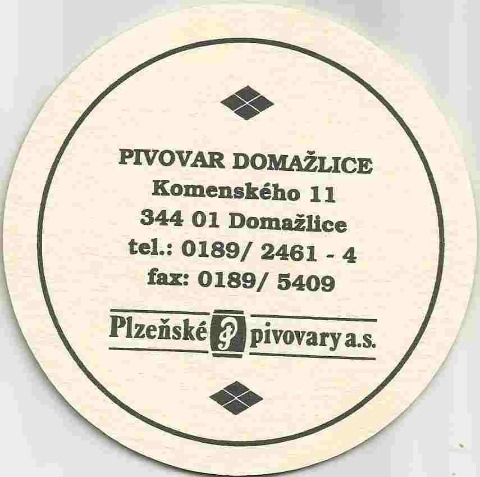 PIVOVAR DOMAŽLICE
Komenského 11
344 01 Domažlice
tel.: 0189/ 2461 - 4
fax: 0189/ 5409
Plzeňské pivovary a.s.